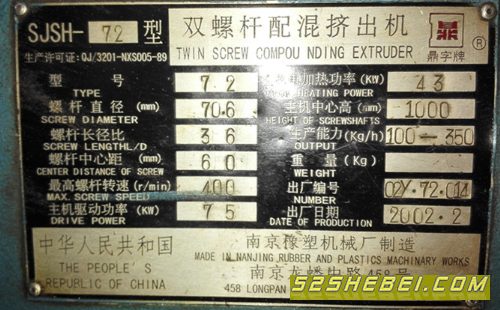 SJSH- 72 型 双螺杆配混挤出机
生产许可证: QJ/3201-NXS005-89 TWIN SCREW COMPOU NDING EXTRUDER 鼎字牌
型 号 72 加热功率 (KW) 43
TYPE HEATING POWER
螺杆直径 (mm) 70.6 主机中心高 (mm) 1000
SCREW DIAMETER HEIGHT OF SCREWSHAFTS
螺杆长径比 36 生产能力 (Kg/h) 100—350
SCREW LENGTHL/D OUTPUT
螺杆中心距 (mm) 60 重 量 (Kg)
CENTER DISTANCE OF SCREW WEIGHT
最高螺杆转速 (r/min) 400 出厂编号 02Y·72·014
MAX. SCREW SPEED NUMBER
主机驱动功率 (KW) 75 出厂日期 2002.2
DRIVE POWER DATE OF PRODUCTION
中华人民共和国 南京橡塑机械厂制造
THE PEOPLE'S MADE IN NANJING RUBBER AND PLASTICS MACHINARY WORKS
REPUBLIC OF CHINA 南京龙蟠中路458号
458 LONGPAN
52SHEBEI.COM